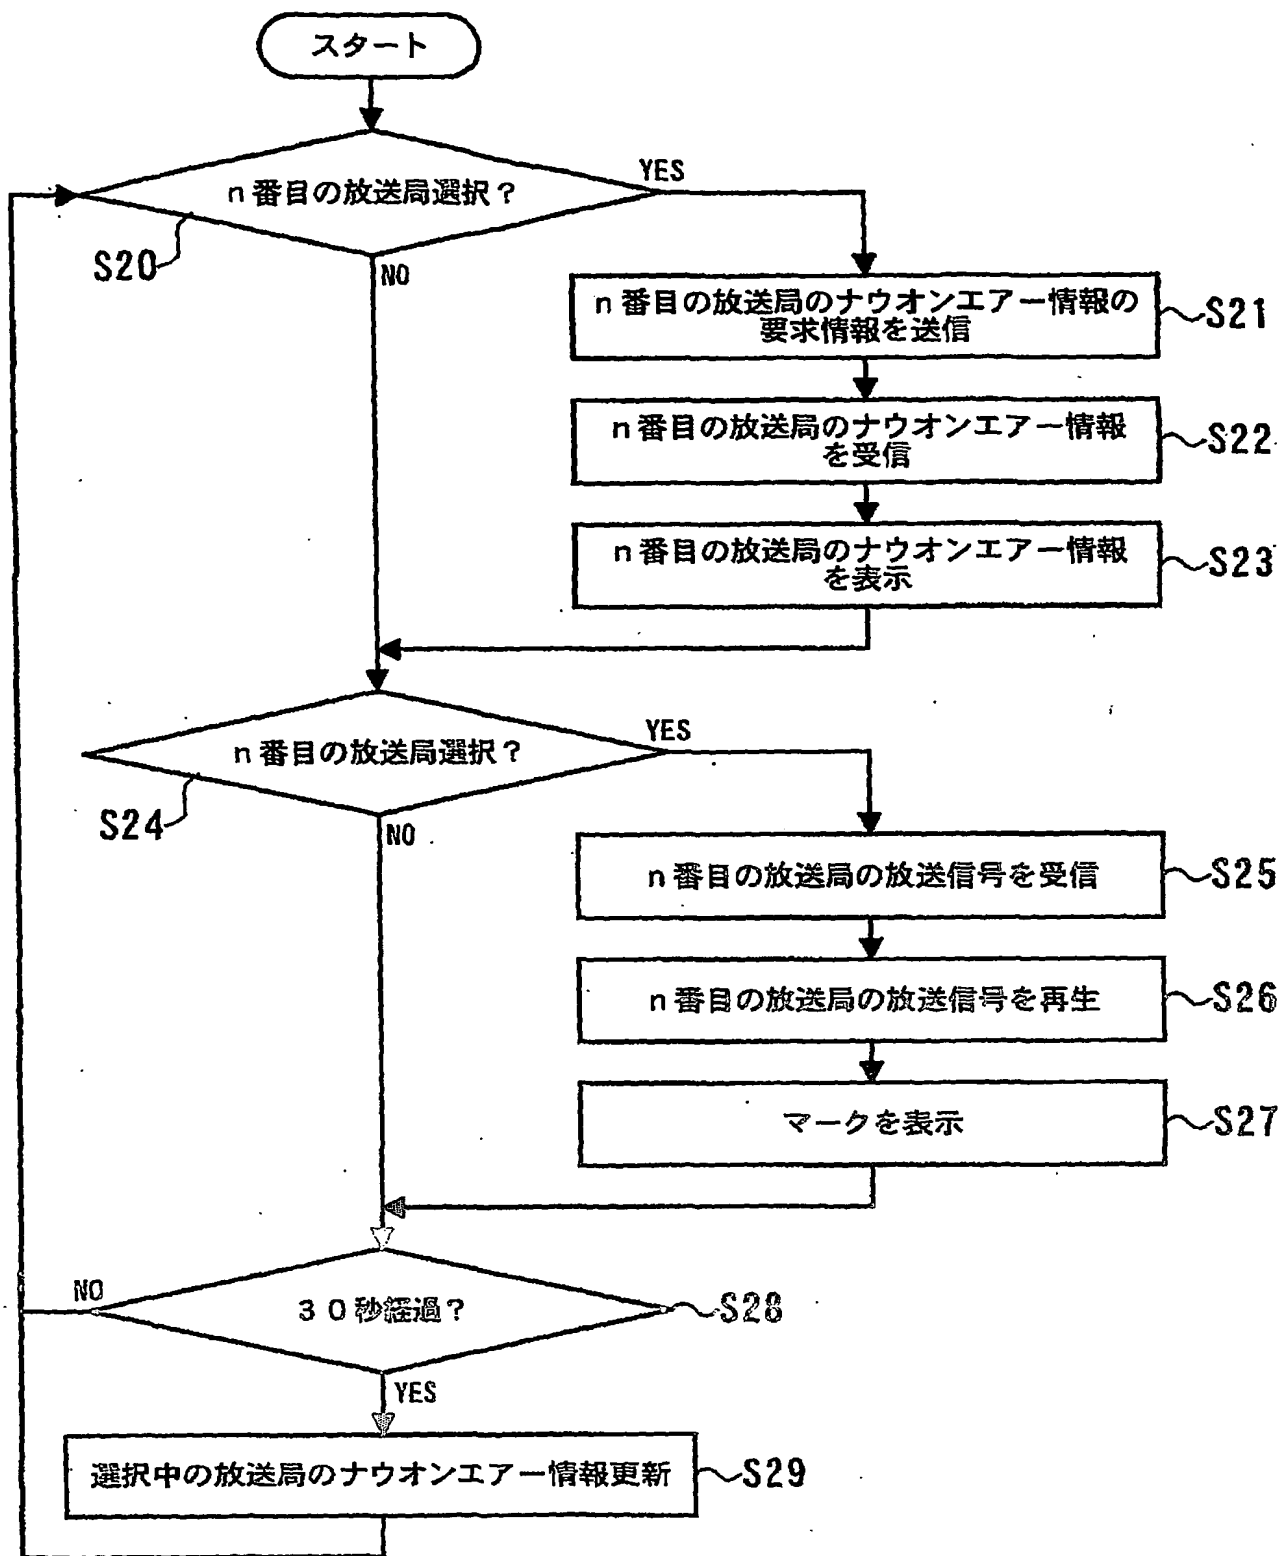 スタート
n番目の放送局選択？
YES
S20
NO
n番目の放送局のナウオンエアー情報の
要求情報を送信
S21
n番目の放送局のナウオンエアー情報
を受信
S22
n番目の放送局のナウオンエアー情報
を表示
S23
n番目の放送局選択？
YES
S24
NO
n番目の放送局の放送信号を受信
S25
n番目の放送局の放送信号を再生
S26
マークを表示
S27
NO
３０秒経過？
S28
YES
選択中の放送局のナウオンエアー情報更新
S29